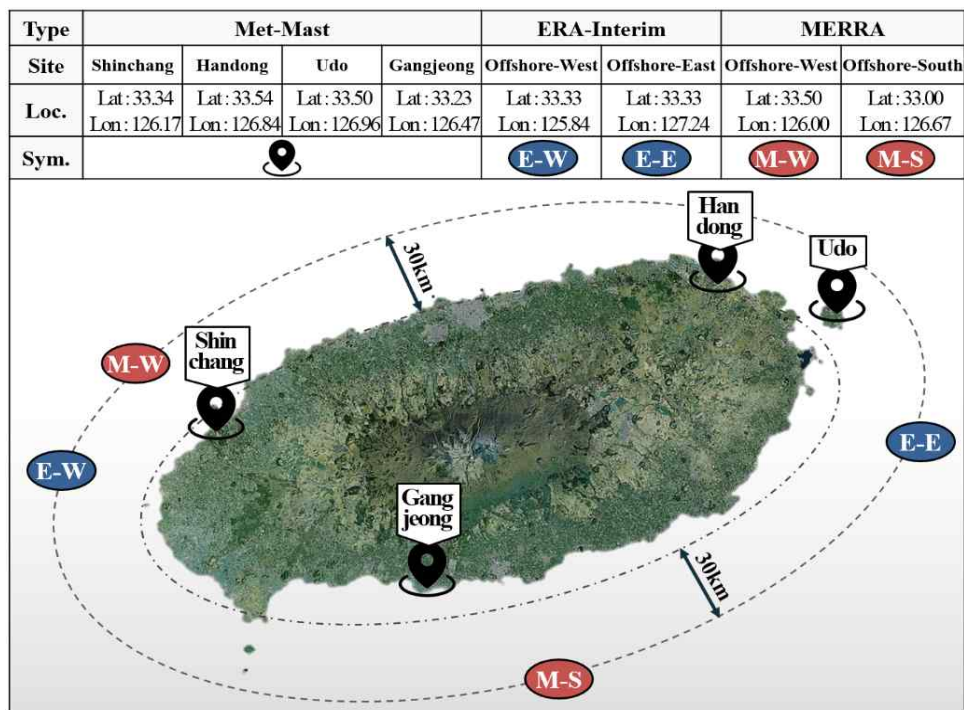 Type Met-Mast ERA-Interim MERRA
Site Shinchang Handong Udo Gangjeong Offshore-West Offshore-East Offshore-West Offshore-South
Loc. Lat : 33.34 Lat : 33.54 Lat : 33.50 Lat : 33.23 Lat : 33.33 Lat : 33.33 Lat : 33.50 Lat : 33.00
Lon : 126.17 Lon : 126.84 Lon : 126.96 Lon : 126.47 Lon : 125.84 Lon : 127.24 Lon : 126.00 Lon : 126.67
Sym. E-W E-E M-W M-S
Han
dong
Udo
30km
Shin
chang
M-W
E-E
E-W
Gang
jeong
30km
M-S